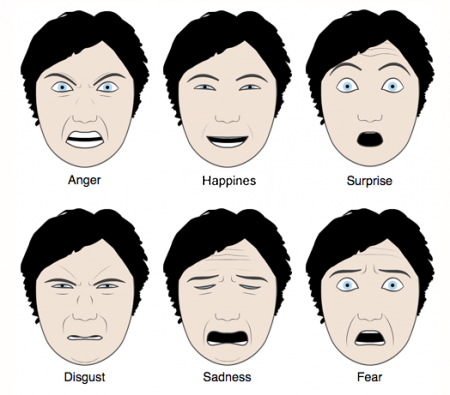 Anger
Happines
Surprise
Disgust
Sadness
Fear